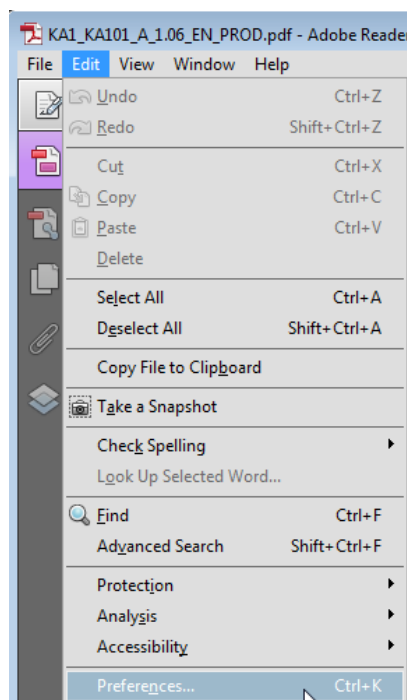 KA1_KA101_A_1.06_EN_PROD.pdf - Adobe Reade
File Edit View Window Help
Undo Ctrl+Z
Redo Shift+Ctrl+Z
Cut Ctrl+X
Copy Ctrl+C
Paste Ctrl+V
Delete
Select All Ctrl+A
Deselect All Shift+Ctrl+A
Copy File to Clipboard
Take a Snapshot
Check Spelling
Look Up Selected Word...
Find Ctrl+F
Advanced Search Shift+Ctrl+F
Protection
Analysis
Accessibility
Preferences... Ctrl+K